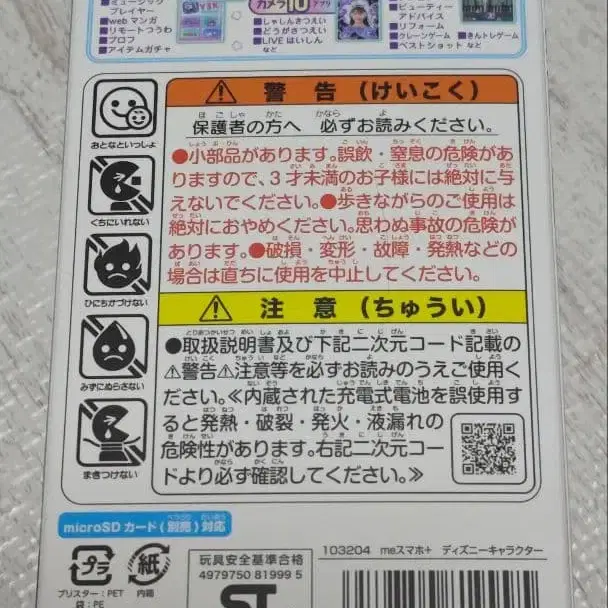 ミュージック
プレイヤー
■webマンガ
■リモートつうわ
■プロフ
■アイテムガチャ
カメラ10アプリ
■しゃしんさつえい
■どうがさつえい
■LIVEはいしん
など
■ビューティー
アドバイス
■リフォーム
■クレーンゲーム
■きんトレゲーム
■ベストショット など
おとなといっしょ
くちにいれない
ひにちかづけない
みずにぬらさない
まきつけない
⚠ 警告(けいこく)
保護者の方へ 必ずお読みください。
●小部品があります。誤飲・窒息の危険があ
りますので、3才未満のお子様には絶対に与
えないでください。●歩きながらのご使用は
絶対におやめください。思わぬ事故の危険が
あります。●破損・変形・故障・発熱などの
場合は直ちに使用を中止してください。
⚠ 注意(ちゅうい)
●取扱説明書及び下記二次元コード記載の
⚠警告⚠注意等を必ずお読みのうえご使用く
ださい。≪内蔵された充電式電池を誤使用す
ると発熱・破裂・発火・液漏れの
危険性があります。右記二次元コー
ドより必ず確認してください。≫
microSDカード(別売)対応
プラ
紙
ブリスター:PET
袋:PE
内箱
玩具安全基準合格
4979750 81999 5
ST
103204 meスマホ+ ディズニーキャラクター